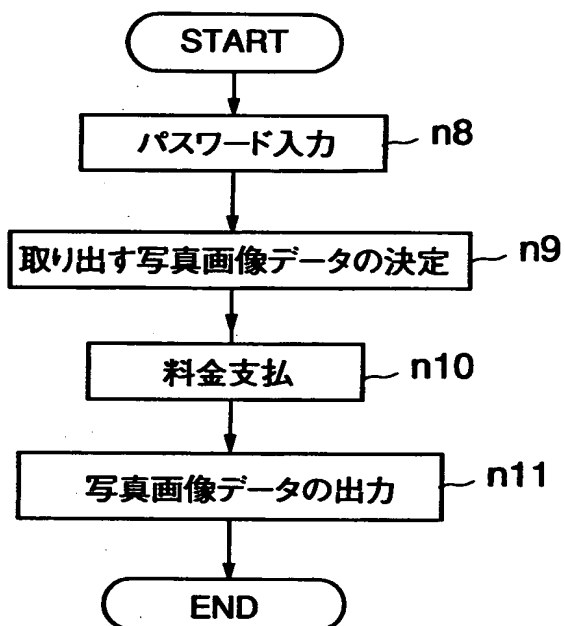 START
パスワード入力
n8
取り出す写真画像データの決定
n9
料金支払
n10
写真画像データの出力
n11
END